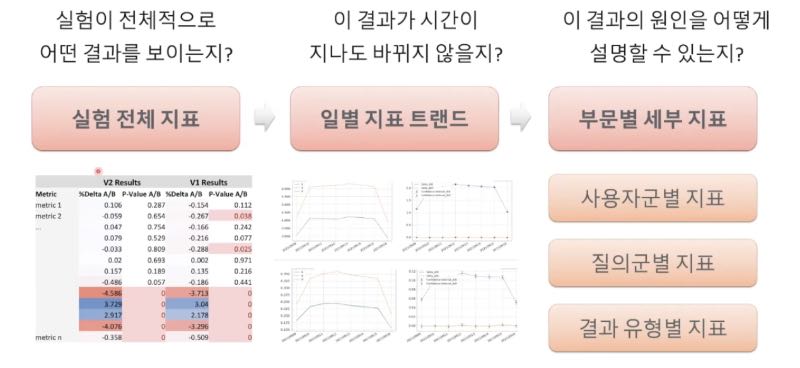 실험이 전체적으로
어떤 결과를 보이는지?
이 결과가 시간이
지나도 바뀌지 않을지?
이 결과의 원인을 어떻게
설명할 수 있는지?
실험 전체 지표
일별 지표 트랜드
부문별 세부 지표
V2 Results V1 Results
Metric %Delta A/B P-Value A/B %Delta A/B P-Value A/B
metric 1 0.106 0.287 -0.154 0.112
metric 2 -0.059 0.654 -0.267 0.038
... 0.047 0.754 -0.166 0.242
0.079 0.529 -0.216 0.077
-0.033 0.809 -0.288 0.025
0.02 0.693 0.002 0.971
0.157 0.189 0.135 0.216
-0.486 0.057 -0.186 0.441
-4.586 0 -3.713 0
3.729 0 3.04 0
2.917 0 2.178 0
-4.076 0 -3.296 0
metric n -0.358 0 -0.509 0
사용자군별 지표
질의군별 지표
결과 유형별 지표